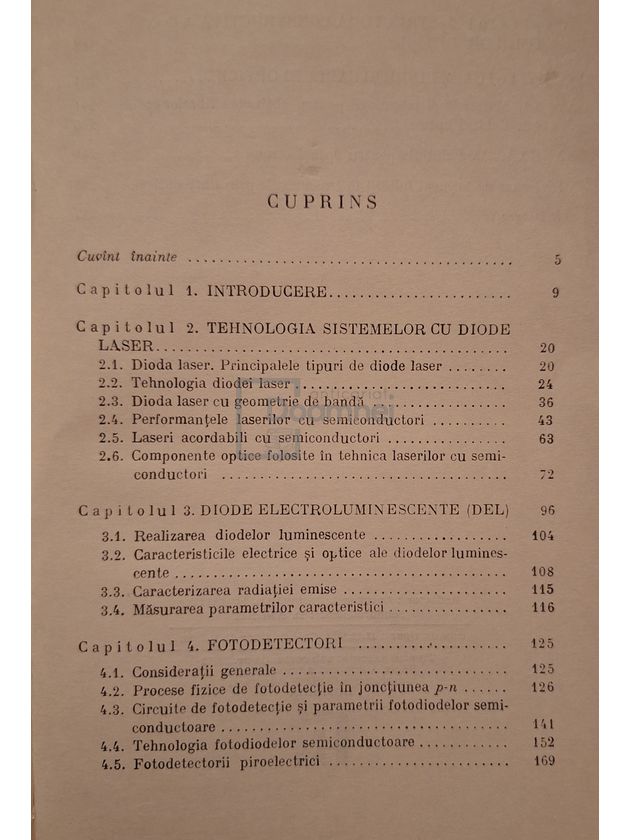 CUPRINS
Cuvînt înainte ........ 5
Capitolul 1. INTRODUCERE........ 9
Capitolul 2. TEHNOLOGIA SISTEMELOR CU DIODE
LASER........ 20
2.1. Dioda laser. Principalele tipuri de diode laser ........ 20
2.2. Tehnologia diodei laser ........ 24
2.3. Dioda laser cu geometrie de bandă ........ 36
2.4. Performanțele laserilor cu semiconductori ........ 43
2.5. Laseri acordabili cu semiconductori ........ 63
2.6. Componente optice folosite în tehnica laserilor cu semi-
conductori ........ 72
Capitolul 3. DIODE ELECTROLUMINESCENTE (DEL) 96
3.1. Realizarea diodelor luminescente ........ 104
3.2. Caracteristicile electrice și optice ale diodelor lumines-
cente ........ 108
3.3. Caracterizarea radiației emise ........ 115
3.4. Măsurarea parametrilor caracteristici ........ 116
Capitolul 4. FOTODETECTORI ........ 125
4.1. Considerații generale ........ 125
4.2. Procese fizice de fotodetecție în joncțiunea p-n ...... 126
4.3. Circuite de fotodetecție și parametrii fotodiodelor semi-
conductoare ........ 141
4.4. Tehnologia fotodiodelor semiconductoare ........ 152
4.5. Fotodetectorii piroelectrici ........ 169